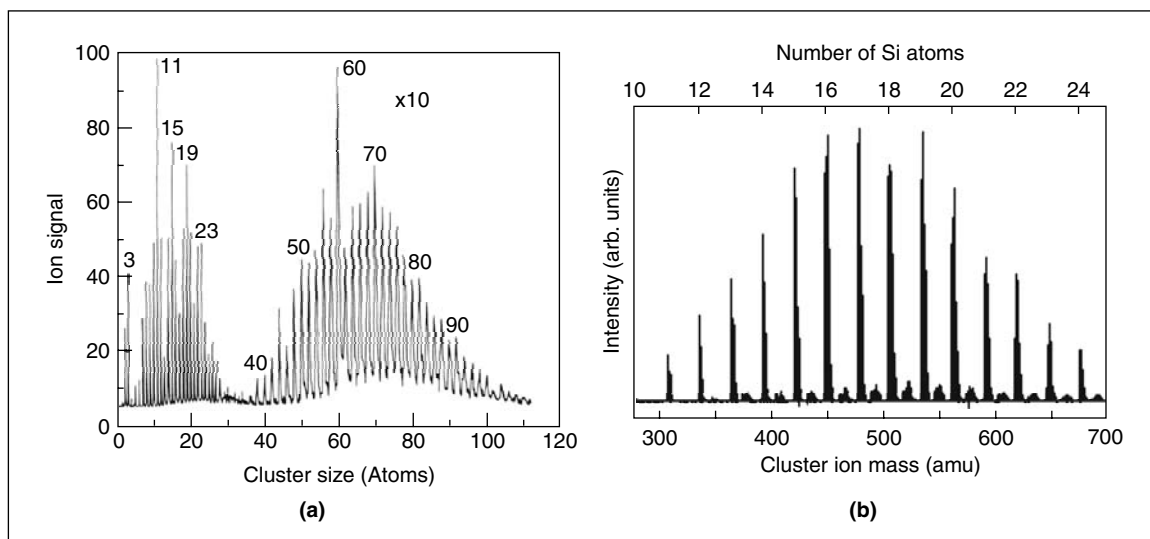 100
80
60
40
20
0
Ion signal
3
11
15
19
23
40
50
60
x10
70
80
90
0 20 40 60 80 100 120
Cluster size (Atoms)
(a)
Number of Si atoms
10 12 14 16 18 20 22 24
Intensity (arb. units)
300 400 500 600 700
Cluster ion mass (amu)
(b)